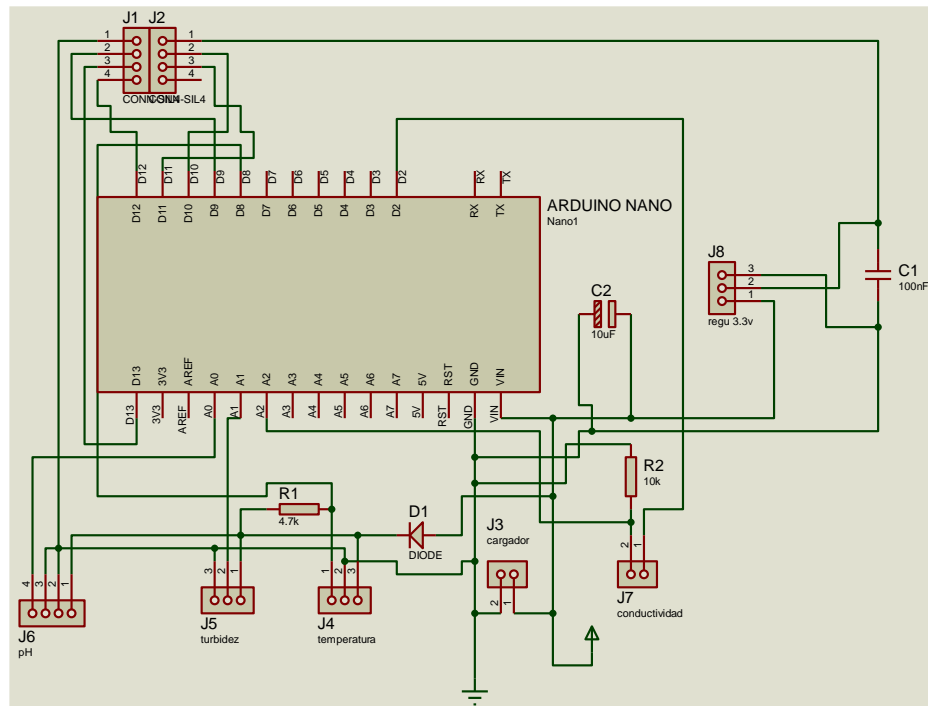 J1 J2
1 1
2 2
3 3
4 4
CONN-SIL4
D12 D11 D10 D9 D8 D7 D6 D5 D4 D3 D2 RX TX
D12 D11 D10 D9 D8 D7 D6 D5 D4 D3 D2 RX TX
ARDUINO NANO
Nano1
J8
3
2
1
regu 3.3v
C1
100nF
C2
10uF
D13 3V3 AREF A0 A1 A2 A3 A4 A5 A6 A7 5V RST GND VIN
D13 3V3 AREF A0 A1 A2 A3 A4 A5 A6 A7 5V RST GND VIN
R2
10k
R1
4.7k
D1
DIODE
J3
cargador
2 1
4 3 2 1
J6
pH
3 2 1
J5
turbidez
1 2 3
J4
temperatura
2 1
J7
conductividad